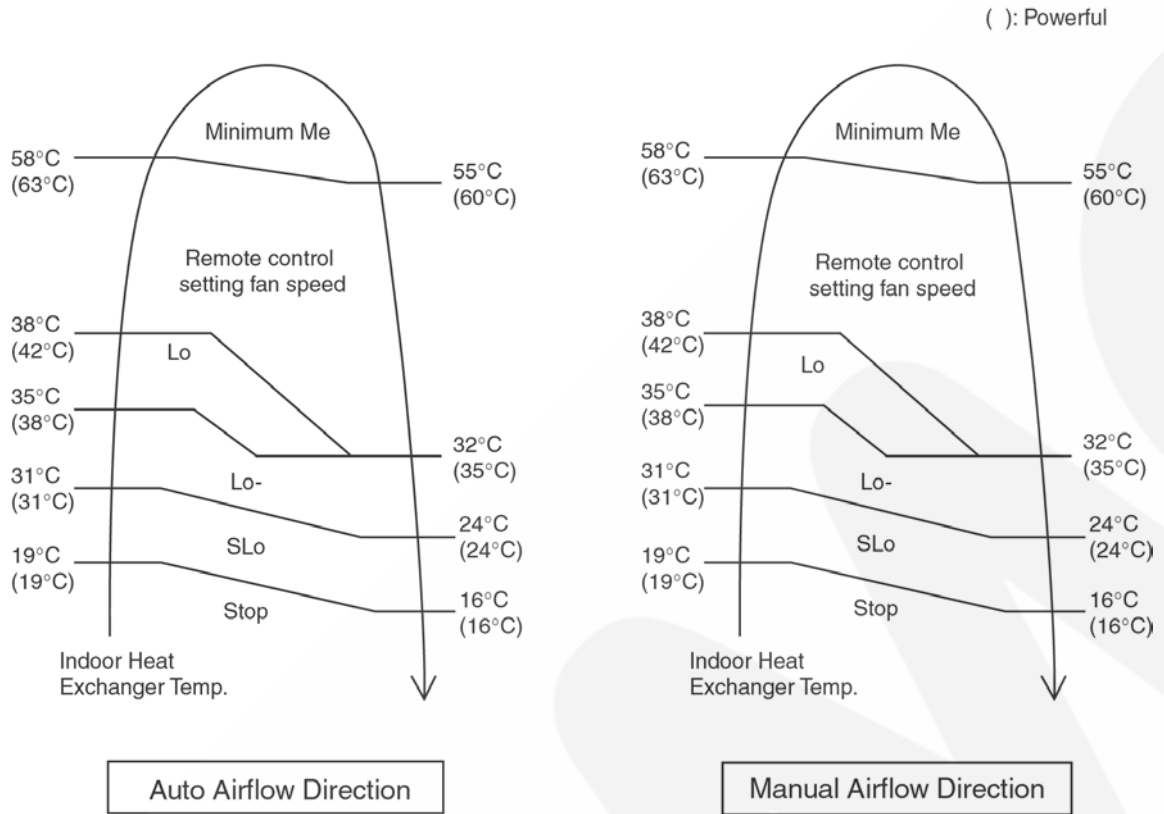 ( ): Powerful
Minimum Me
58°C
(63°C)
55°C
(60°C)
Remote control
setting fan speed
38°C
(42°C)
Lo
35°C
(38°C)
32°C
(35°C)
31°C
(31°C)
Lo-
24°C
(24°C)
SLo
19°C
(19°C)
16°C
(16°C)
Stop
Indoor Heat
Exchanger Temp.
Auto Airflow Direction
Minimum Me
58°C
(63°C)
55°C
(60°C)
Remote control
setting fan speed
38°C
(42°C)
Lo
35°C
(38°C)
32°C
(35°C)
31°C
(31°C)
Lo-
24°C
(24°C)
SLo
19°C
(19°C)
16°C
(16°C)
Stop
Indoor Heat
Exchanger Temp.
Manual Airflow Direction